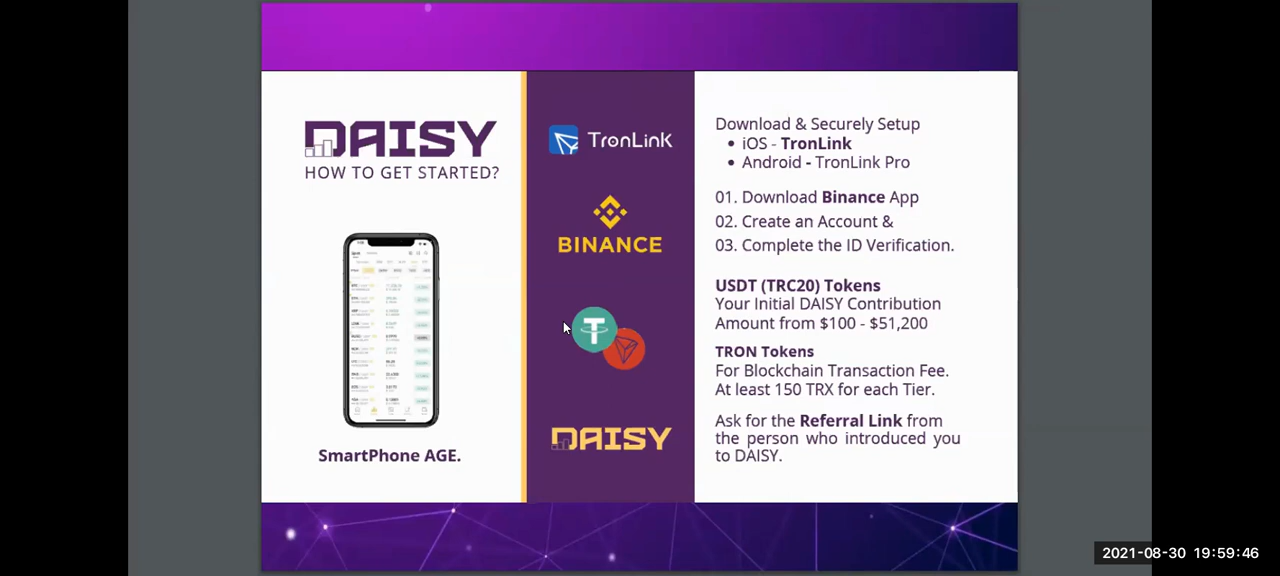 DAISY
HOW TO GET STARTED?
SmartPhone AGE.
TronLink
BINANCE
DAISY
Download & Securely Setup
• iOS - TronLink
• Android - TronLink Pro
01. Download Binance App
02. Create an Account &
03. Complete the ID Verification.
USDT (TRC20) Tokens
Your Initial DAISY Contribution
Amount from $100 - $51,200
TRON Tokens
For Blockchain Transaction Fee.
At least 150 TRX for each Tier.
Ask for the Referral Link from
the person who introduced you
to DAISY.
2021-08-30 19:59:46